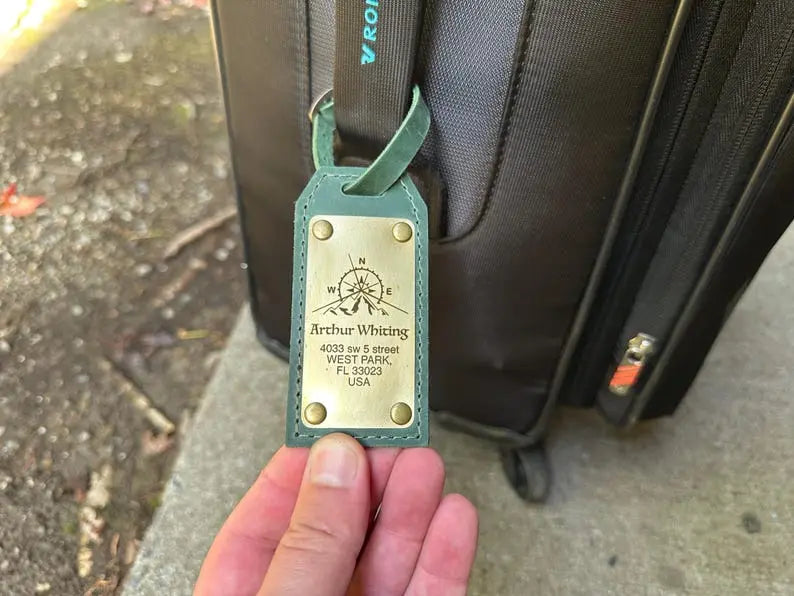 N
W E
Arthur Whiting
4033 sw 5 street
WEST PARK,
FL 33023
USA